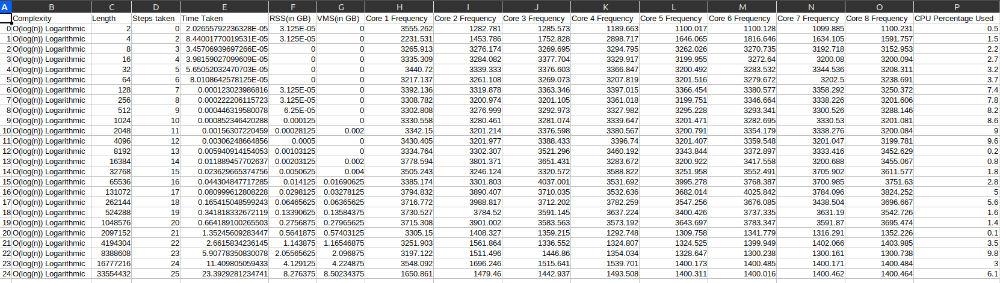 A B C D E F G H I J K L M N O P
Complexity Length Steps taken Time Taken RSS(in GB) VMS(in GB) Core 1 Frequency Core 2 Frequency Core 3 Frequency Core 4 Frequency Core 5 Frequency Core 6 Frequency Core 7 Frequency Core 8 Frequency CPU Percentage Used
0 O(log(n)) Logarithmic 2 0 2.02655792236328E-05 3.125E-05 0 3555.262 1282.781 1285.573 1189.663 1100.017 1100.128 1099.885 1100.231 0.5
1 O(log(n)) Logarithmic 4 2 8.44001770019531E-05 3.125E-05 0 2231.531 1453.786 1752.828 2898.717 1646.065 1816.646 1634.105 1591.757 1.5
2 O(log(n)) Logarithmic 8 3 3.45706939697266E-05 0 0 3265.913 3276.174 3269.695 3294.795 3262.026 3270.735 3192.718 3152.953 2.2
3 O(log(n)) Logarithmic 16 4 3.98159027099609E-05 0 0 3335.309 3284.082 3377.704 3329.917 3199.955 3272.64 3200.08 3200.094 2.7
4 O(log(n)) Logarithmic 32 5 5.65052032470703E-05 0 0 3440.72 3339.333 3376.603 3366.847 3200.492 3283.532 3344.536 3208.311 3.2
5 O(log(n)) Logarithmic 64 6 8.0108642578125E-05 0 0 3217.137 3261.108 3269.073 3207.819 3201.516 3279.672 3202.5 3238.691 3.7
6 O(log(n)) Logarithmic 128 7 0.000123023986816 3.125E-05 0 3392.136 3319.878 3363.346 3397.015 3366.454 3380.577 3358.292 3250.372 7.4
7 O(log(n)) Logarithmic 256 8 0.000222206115723 3.125E-05 0 3308.782 3200.974 3201.105 3361.018 3199.751 3346.664 3338.226 3201.606 7.8
8 O(log(n)) Logarithmic 512 9 0.000446319580078 6.25E-05 0 3302.808 3276.999 3292.973 3327.982 3295.228 3293.341 3300.526 3288.146 8.2
9 O(log(n)) Logarithmic 1024 10 0.000852346420288 0.000125 0 3330.558 3280.461 3281.074 3339.647 3201.471 3282.695 3330.53 3201.081 8.6
10 O(log(n)) Logarithmic 2048 11 0.00156307220459 0.00028125 0.002 3342.15 3201.214 3376.598 3380.567 3200.791 3354.179 3338.276 3200.084 9
11 O(log(n)) Logarithmic 4096 12 0.00306248664856 0.0005 0 3430.405 3201.977 3388.433 3396.74 3201.407 3359.548 3201.047 3199.781 9.6
12 O(log(n)) Logarithmic 8192 13 0.005940914154053 0.00103125 0 3334.764 3302.307 3521.296 3460.192 3343.844 3372.897 3333.416 3452.629 0.2
13 O(log(n)) Logarithmic 16384 14 0.011889457702637 0.00203125 0.002 3778.594 3801.371 3651.431 3283.672 3200.922 3417.558 3200.688 3455.067 0.8
14 O(log(n)) Logarithmic 32768 15 0.023629665374756 0.0050625 0.004 3505.243 3246.124 3320.572 3588.822 3251.958 3552.491 3705.902 3611.577 1.8
15 O(log(n)) Logarithmic 65536 16 0.044304847717285 0.014125 0.01690625 3385.174 3301.803 4037.001 3531.692 3995.278 3768.387 3700.985 3751.63 2.8
16 O(log(n)) Logarithmic 131072 17 0.080999612808228 0.0298125 0.03278125 3794.832 3890.407 3710.035 3532.636 3682.014 4025.842 3784.096 3824.252 5
17 O(log(n)) Logarithmic 262144 18 0.165415048599243 0.06465625 0.06365625 3716.772 3988.817 3712.202 3782.259 3547.256 3676.085 3438.504 3696.667 5.6
18 O(log(n)) Logarithmic 524288 19 0.341818332672119 0.13390625 0.13584375 3730.527 3784.52 3591.145 3637.224 3400.426 3737.335 3631.19 3542.726 1.6
19 O(log(n)) Logarithmic 1048576 20 0.664189100265503 0.2756875 0.27965625 3715.308 3901.002 3583.563 3573.192 3643.697 3783.347 3591.87 3695.474 1.4
20 O(log(n)) Logarithmic 2097152 21 1.35245609283447 0.5641875 0.57403125 3305.15 1408.327 1359.215 1292.748 1309.758 1341.779 1316.291 1352.226 0.1
21 O(log(n)) Logarithmic 4194304 22 2.6615834236145 1.143875 1.16546875 3251.903 1561.864 1336.552 1324.807 1324.525 1399.949 1402.066 1403.985 3.5
22 O(log(n)) Logarithmic 8388608 23 5.90778350830078 2.05565625 2.096875 3197.122 1511.496 1446.86 1354.034 1328.647 1300.238 1300.161 1300.738 9.8
23 O(log(n)) Logarithmic 16777216 24 11.409805059433 4.129125 4.224875 3548.092 1696.246 1515.641 1539.701 1400.173 1400.485 1400.171 1400.484 3
24 O(log(n)) Logarithmic 33554432 25 23.3929281234741 8.276375 8.50234375 1650.861 1479.46 1442.937 1493.508 1400.311 1400.016 1400.462 1400.464 6.1